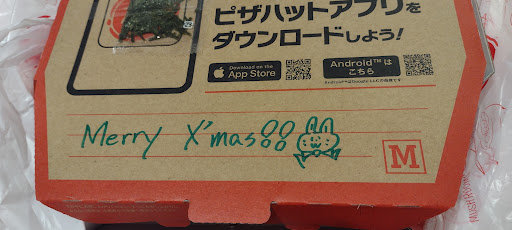 ピザハットアプリを
ダウンロードしよう!
Download on the
App Store
Android™は
こちら
Merry X'mas!!
M